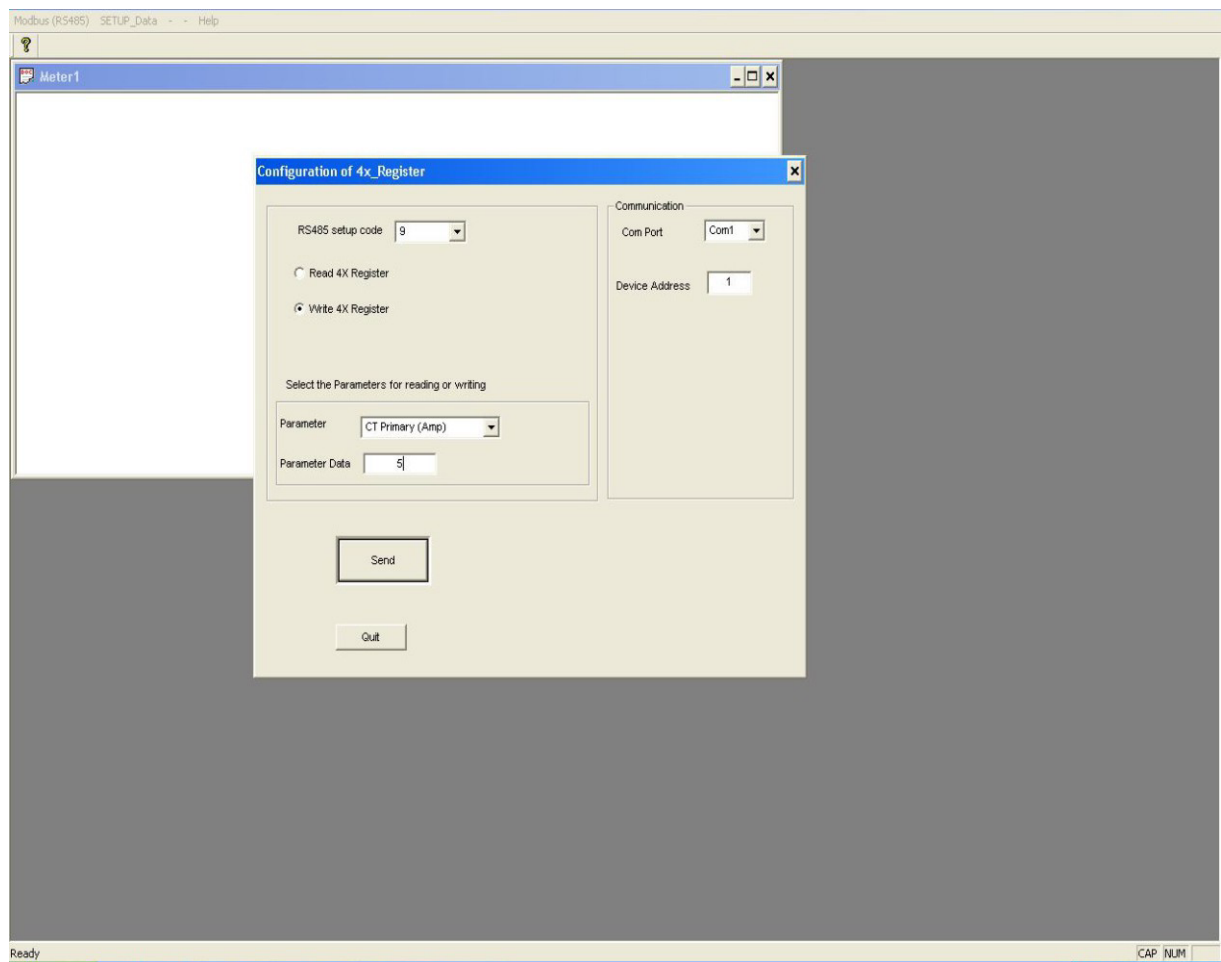 Modbus (RS485) SETUP_Data - - Help
?
Meter1
Configuration of 4x_Register
RS485 setup code 9
Read 4X Register
Write 4X Register
Select the Parameters for reading or writing
Parameter CT Primary (Amp)
Parameter Data 5
Communication
Com Port Com1
Device Address 1
Send
Quit
Ready CAP NUM